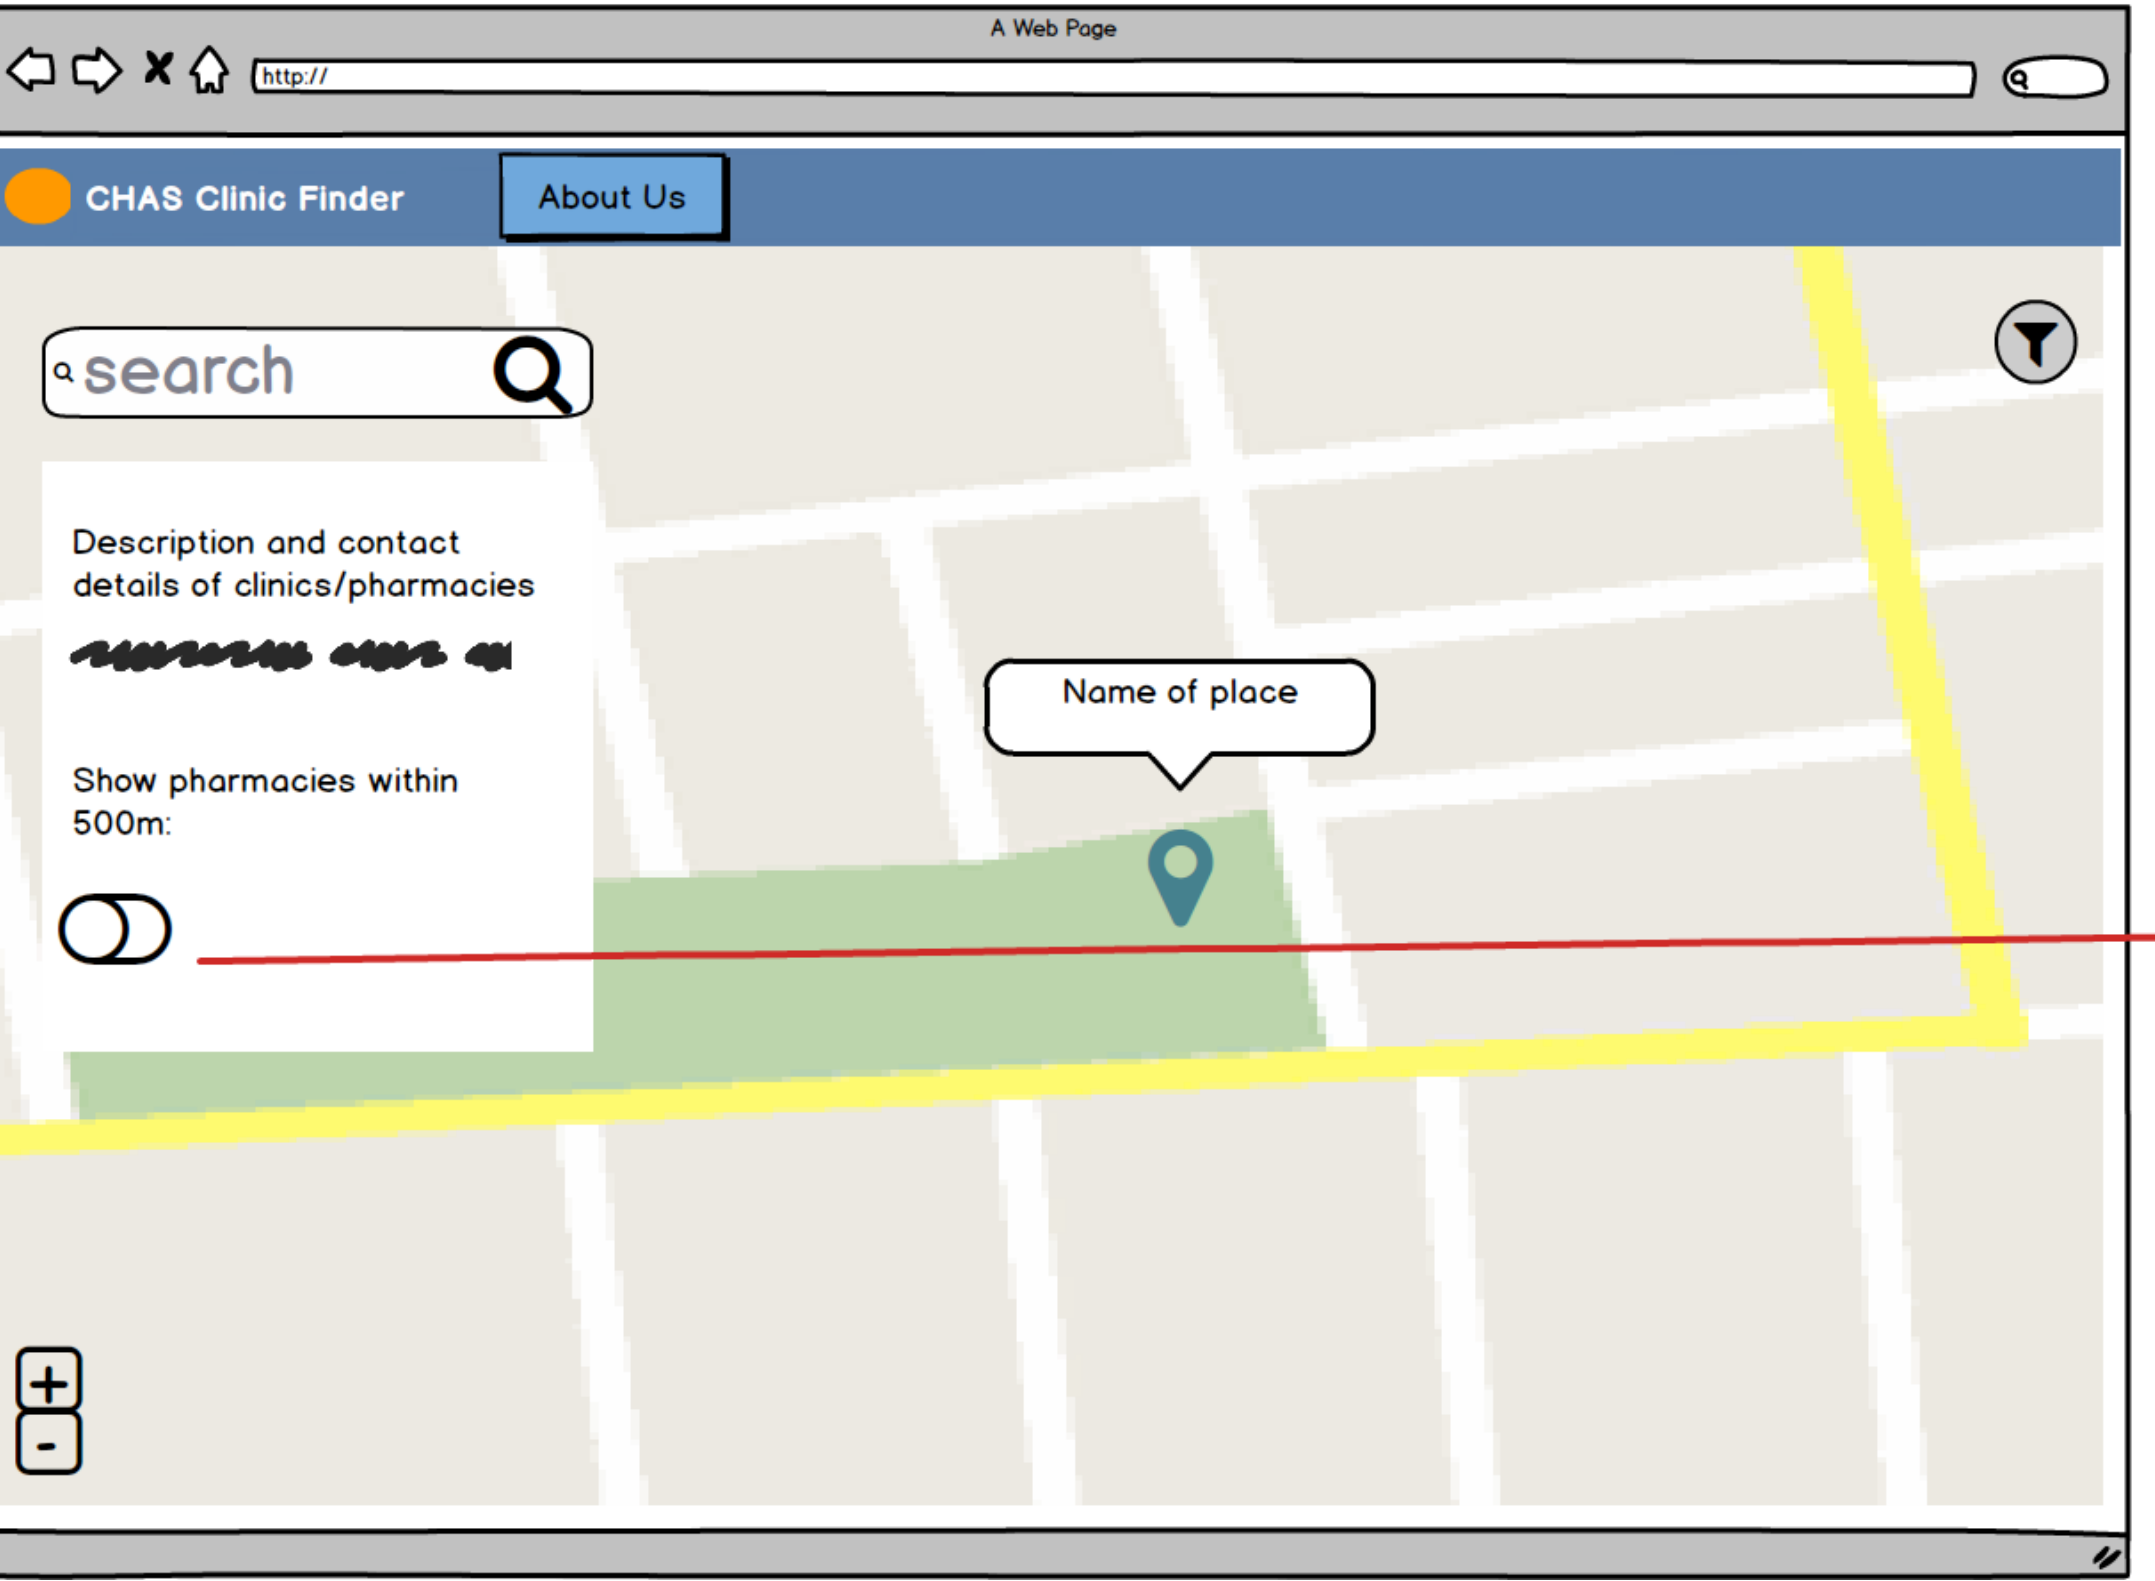 A Web Page
http://
CHAS Clinic Finder
About Us
search
Description and contact
details of clinics/pharmacies
Name of place
Show pharmacies within
500m:
+
-